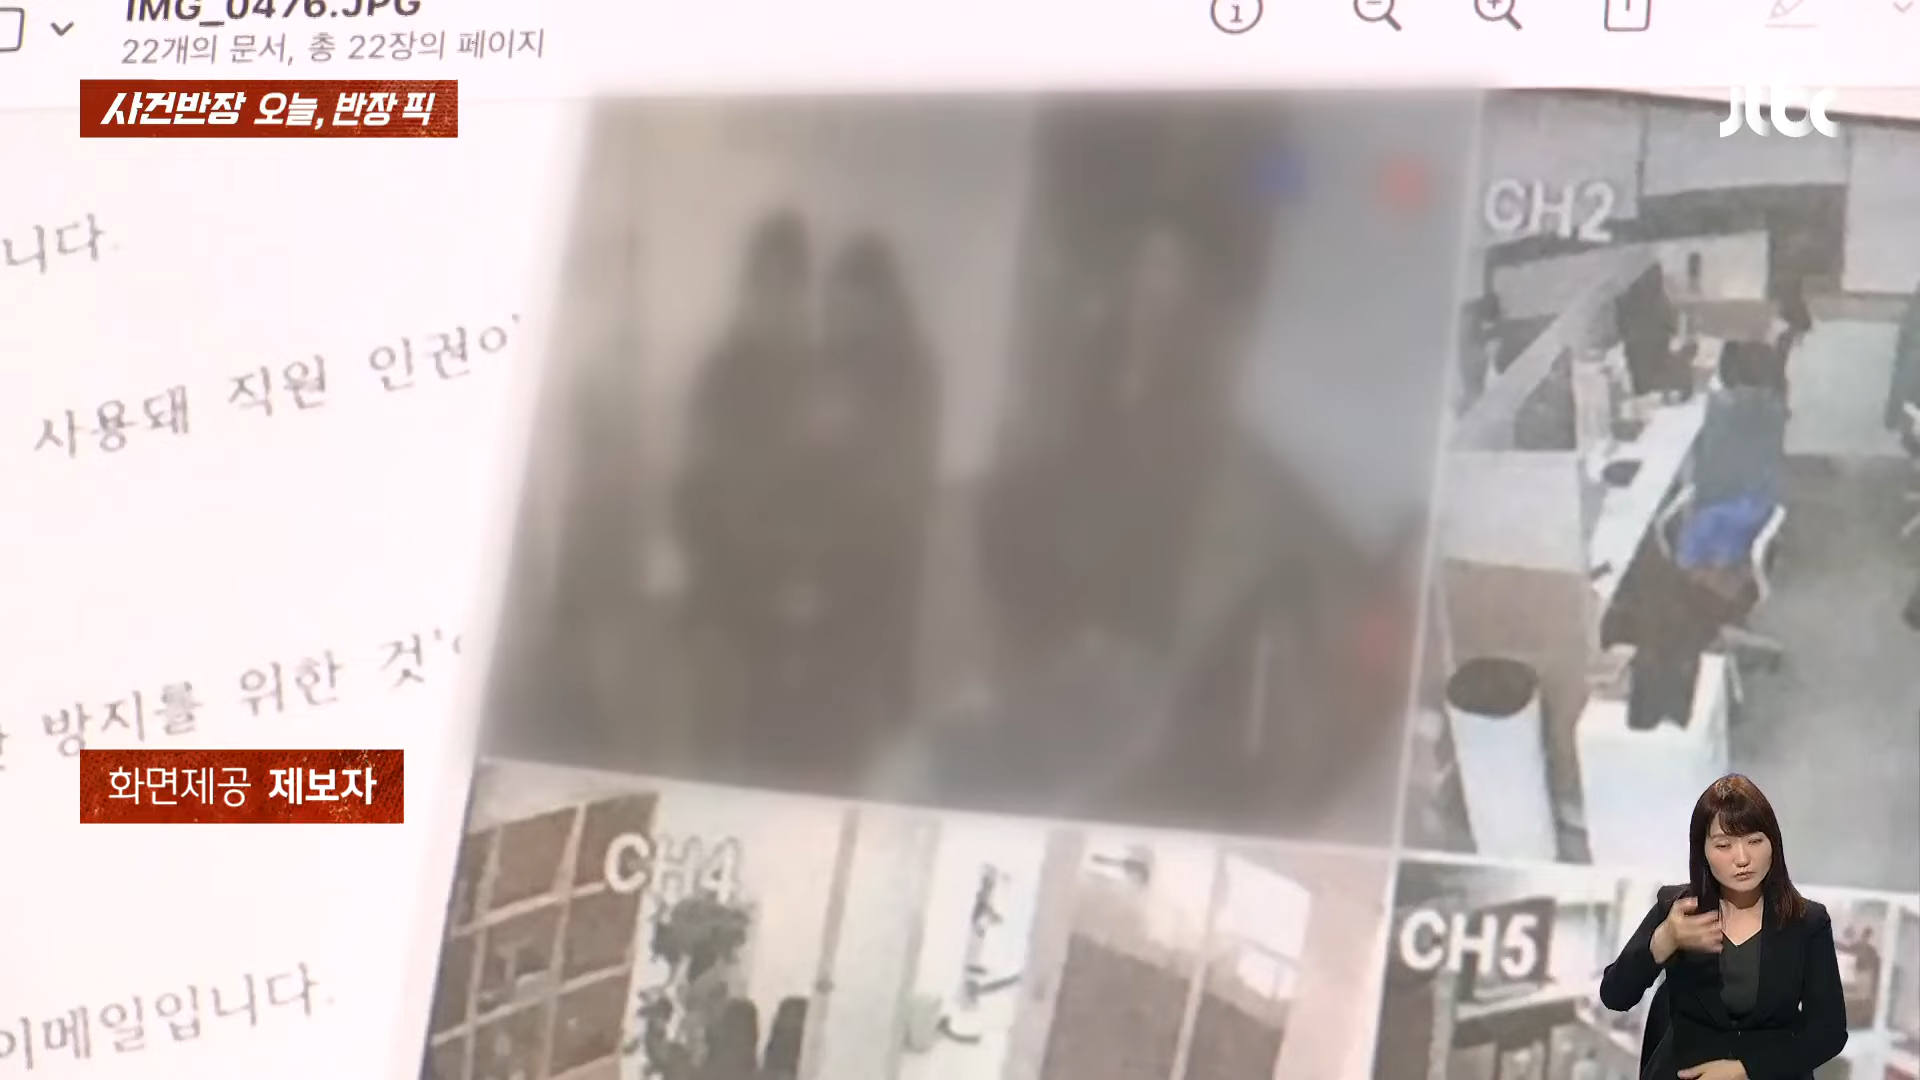 IMG_0476.JPG
22개의 문서, 총 22장의 페이지
사건반장 오늘, 반장 픽
jtbc
CH2
니다.
사용돼 직원 인권이
방지를 위한 것'이
화면제공 제보자
CH4
CH5
이메일입니다.